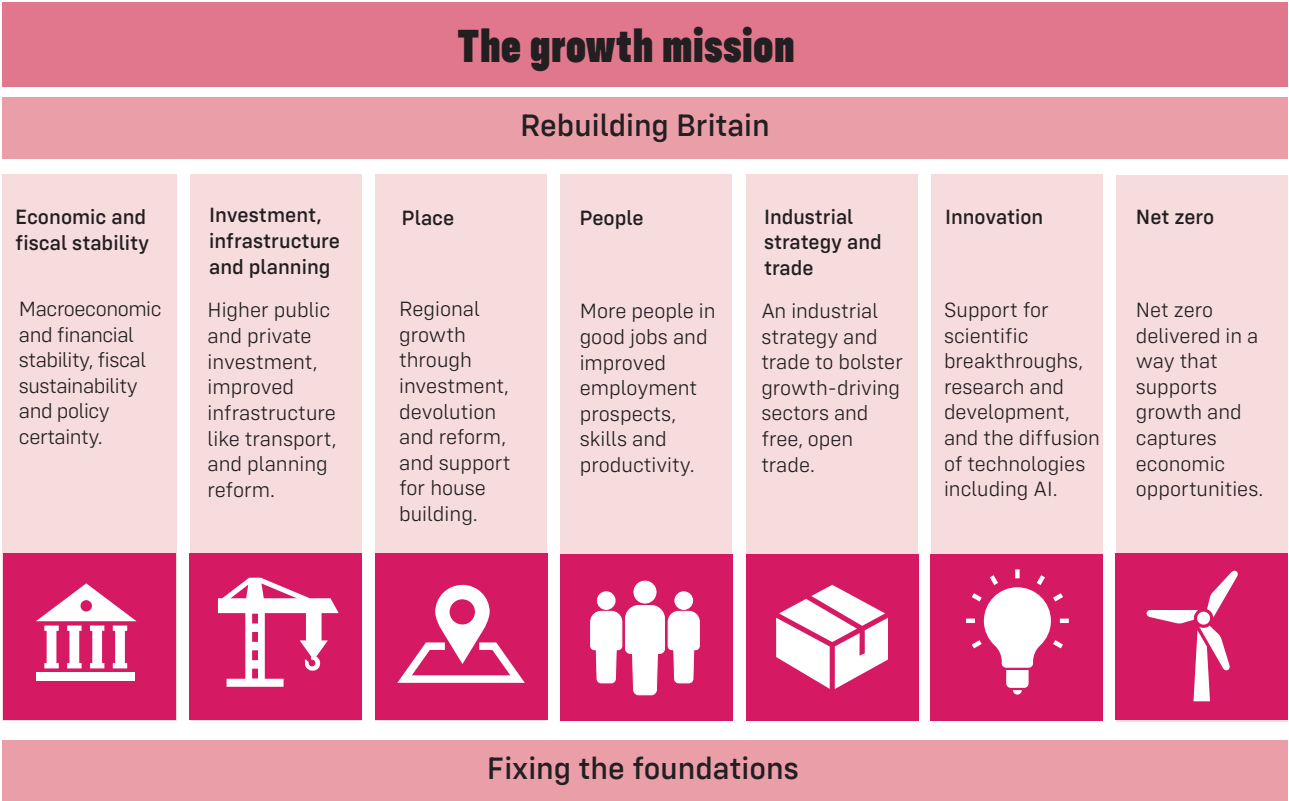 The growth mission
Rebuilding Britain
Economic and
fiscal stability
Macroeconomic
and financial
stability, fiscal
sustainability
and policy
certainty.
Investment,
infrastructure
and planning
Higher public
and private
investment,
improved
infrastructure
like transport,
and planning
reform.
Place
Regional
growth
through
investment,
devolution
and reform,
and support
for house
building.
People
More people in
good jobs and
improved
employment
prospects,
skills and
productivity.
Industrial
strategy and
trade
An industrial
strategy and
trade to bolster
growth-driving
sectors and
free, open
trade.
Innovation
Support for
scientific
breakthroughs,
research and
development,
and the diffusion
of technologies
including AI.
Net zero
Net zero
delivered in a
way that
supports
growth and
captures
economic
opportunities.
Fixing the foundations